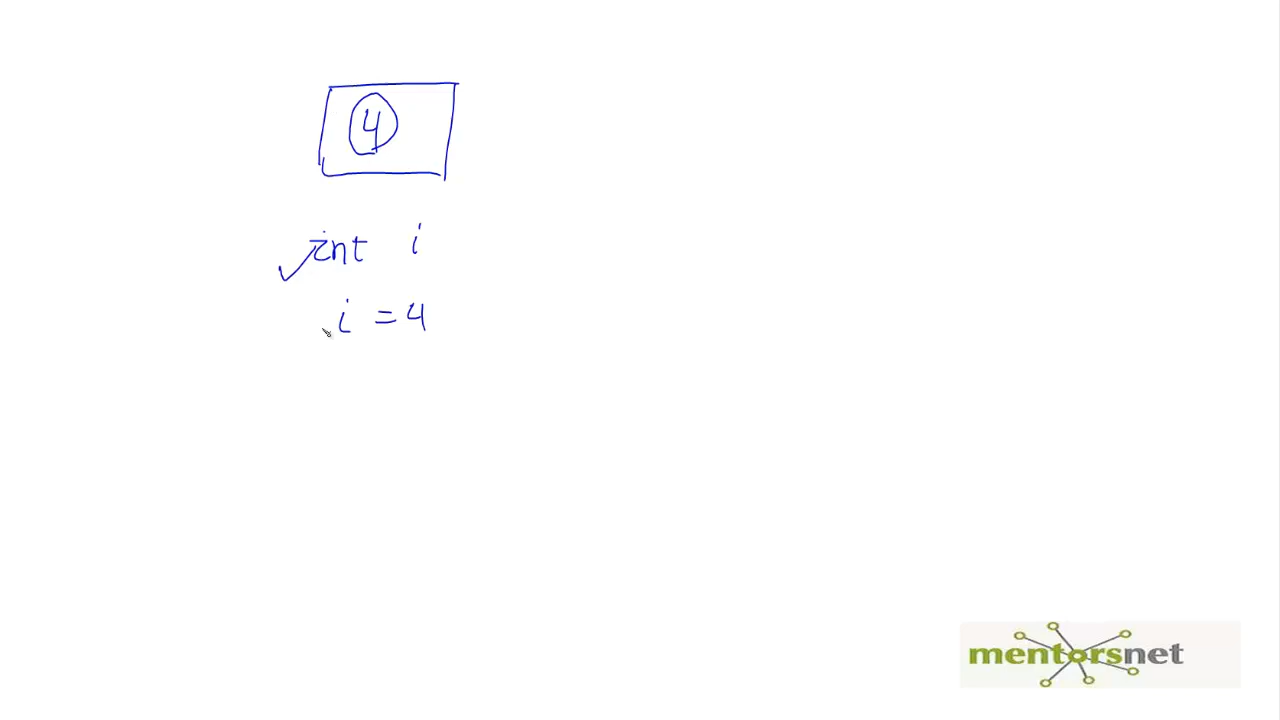 4
int i
i = 4
mentorsnet